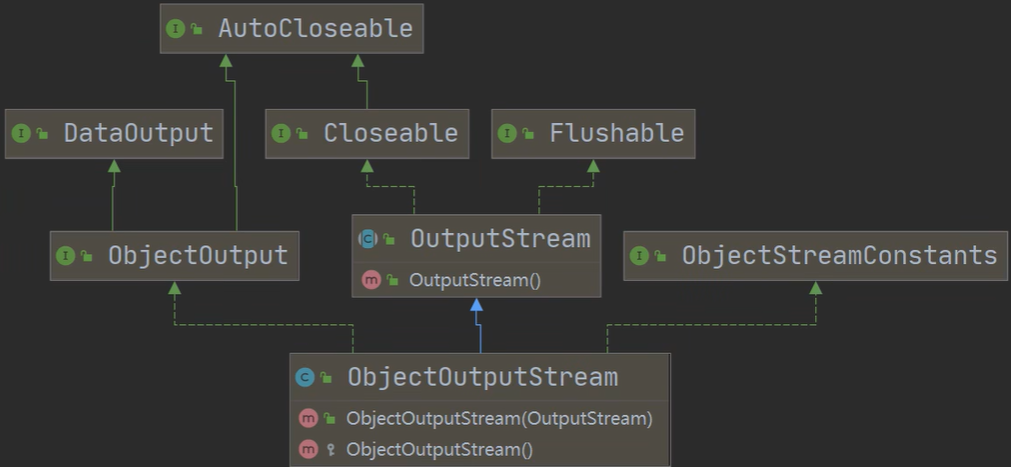 AutoCloseable
DataOutput
Closeable
Flushable
ObjectOutput
OutputStream
OutputStream()
ObjectStreamConstants
ObjectOutputStream
ObjectOutputStream(OutputStream)
ObjectOutputStream()